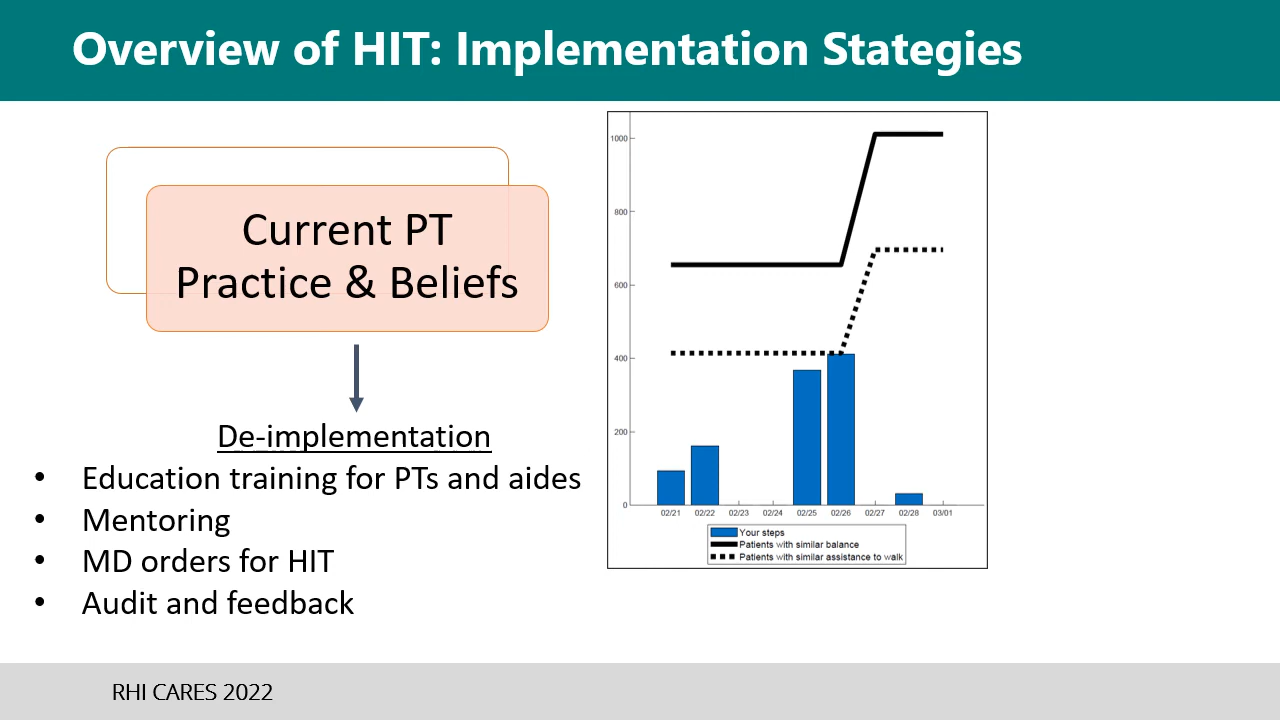 Overview of HIT: Implementation Stategies
Current PT
Practice & Beliefs
De-implementation
• Education training for PTs and aides
• Mentoring
• MD orders for HIT
• Audit and feedback
1000
800
600
400
200
0
02/21 02/22 02/23 02/24 02/25 02/26 02/27 02/28 03/01
Your steps
Patients with similar balance
Patients with similar assistance to walk
RHI CARES 2022